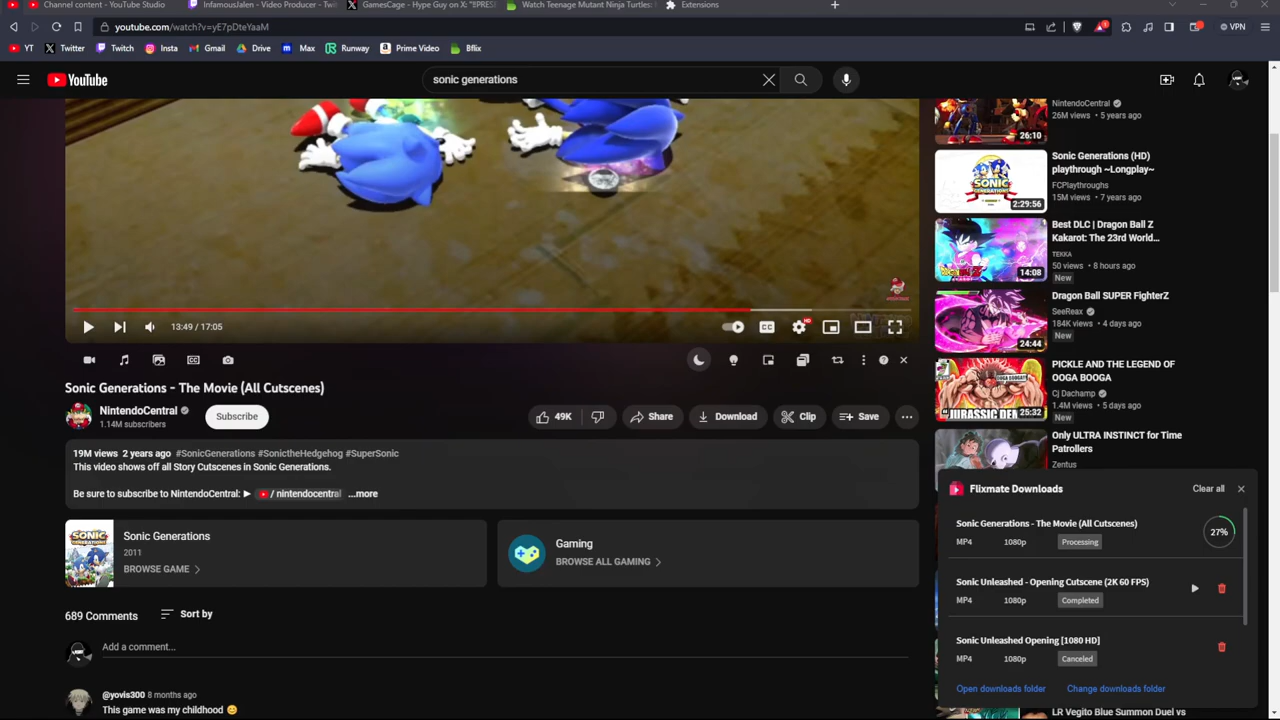 Channel content - YouTube Studio
InfamousJalen - Video Producer - Twi
GamesCage - Hype Guy on X: "#PRES
Watch Teenage Mutant Ninja Turtles:
Extensions
youtube.com/watch?v=yE7pDteYaaM
VPN
YT
Twitter
Twitch
Insta
Gmail
Drive
Max
Runway
Prime Video
Bflix
YouTube
sonic generations
13:49 / 17:05
CC
HD
Sonic Generations - The Movie (All Cutscenes)
NintendoCentral
1.14M subscribers
Subscribe
49K
Share
Download
Clip
Save
19M views 2 years ago #SonicGenerations #SonictheHedgehog #SuperSonic
This video shows off all Story Cutscenes in Sonic Generations.
Be sure to subscribe to NintendoCentral: ▶ / nintendocentral ...more
Sonic Generations
2011
BROWSE GAME
Gaming
BROWSE ALL GAMING
689 Comments
Sort by
Add a comment...
@yovis300 8 months ago
This game was my childhood 😊
NintendoCentral
26M views • 5 years ago
26:10
Sonic Generations (HD)
playthrough ~Longplay~
FCPlaythroughs
15M views • 7 years ago
SONIC
2:29:56
Best DLC | Dragon Ball Z
Kakarot: The 23rd World...
TEKKA
50 views • 8 hours ago
New
14:08
Dragon Ball SUPER FighterZ
SeeReax
184K views • 4 days ago
New
24:44
PICKLE AND THE LEGEND OF
OOGA BOOGA
Cj Dachamp
1.4M views • 5 days ago
New
JURASSIC DE
25:32
Only ULTRA INSTINCT for Time
Patrollers
Zentus
Flixmate Downloads
Clear all
Sonic Generations - The Movie (All Cutscenes)
MP4 1080p Processing
27%
Sonic Unleashed - Opening Cutscene (2K 60 FPS)
MP4 1080p Completed
Sonic Unleashed Opening [1080 HD]
MP4 1080p Canceled
Open downloads folder
Change downloads folder
LR Vegito Blue Summon Duel vs